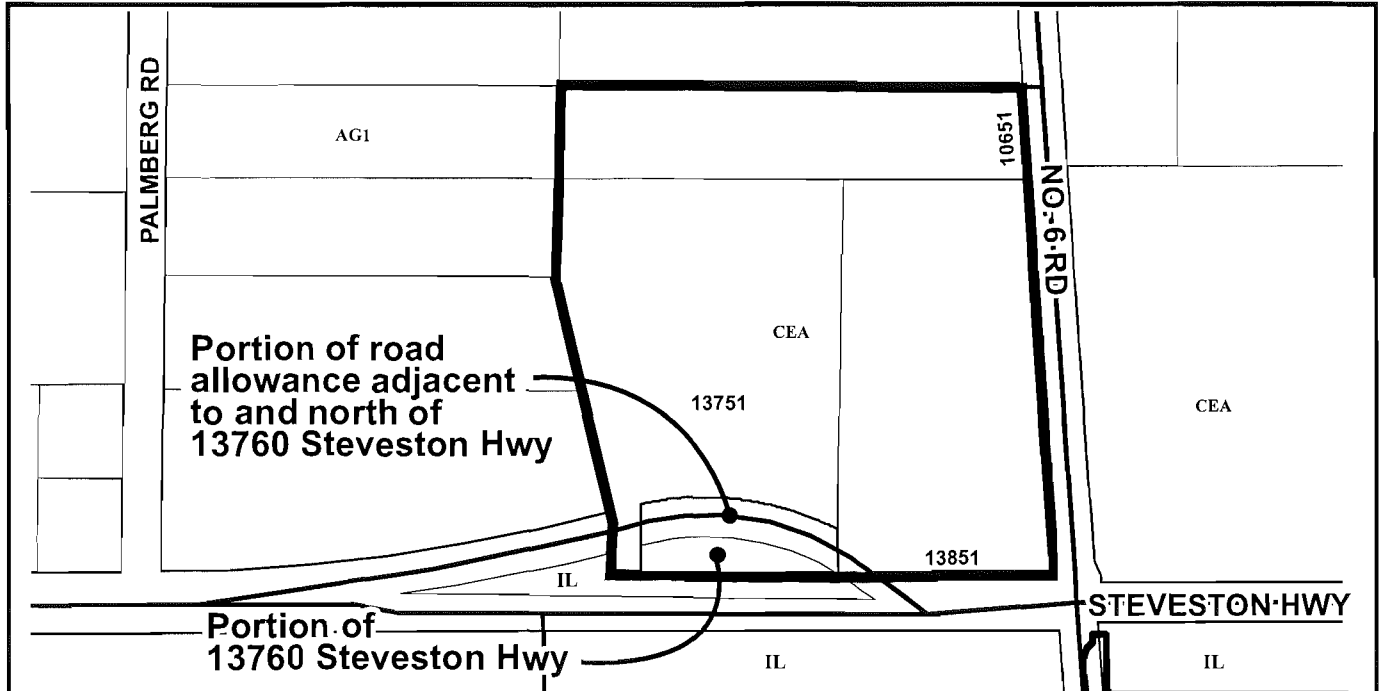 PALMBERG RD
AG1
10651
NO. 6 RD
CEA
13751
CEA
Portion of road
allowance adjacent
to and north of
13760 Steveston Hwy
13851
IL
STEVESTON HWY
Portion of
13760 Steveston Hwy
IL
IL